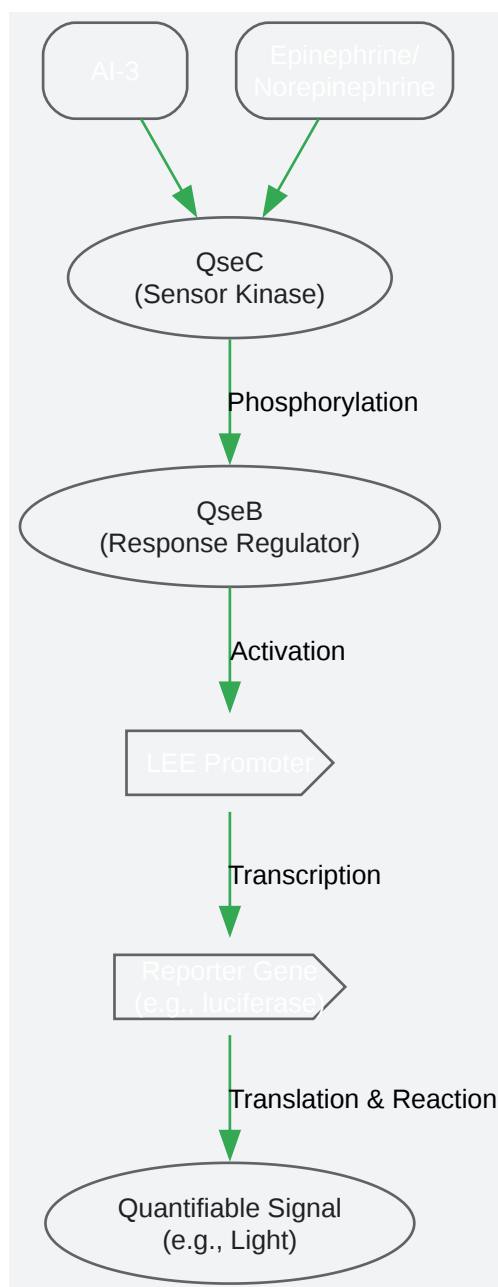 AI-3
Epinephrine/
Norepinephrine
QseC
(Sensor Kinase)
Phosphorylation
QseB
(Response Regulator)
Activation
LEE Promoter
Transcription
Reporter Gene
(e.g., luciferase)
Translation & Reaction
Quantifiable Signal
(e.g., Light)